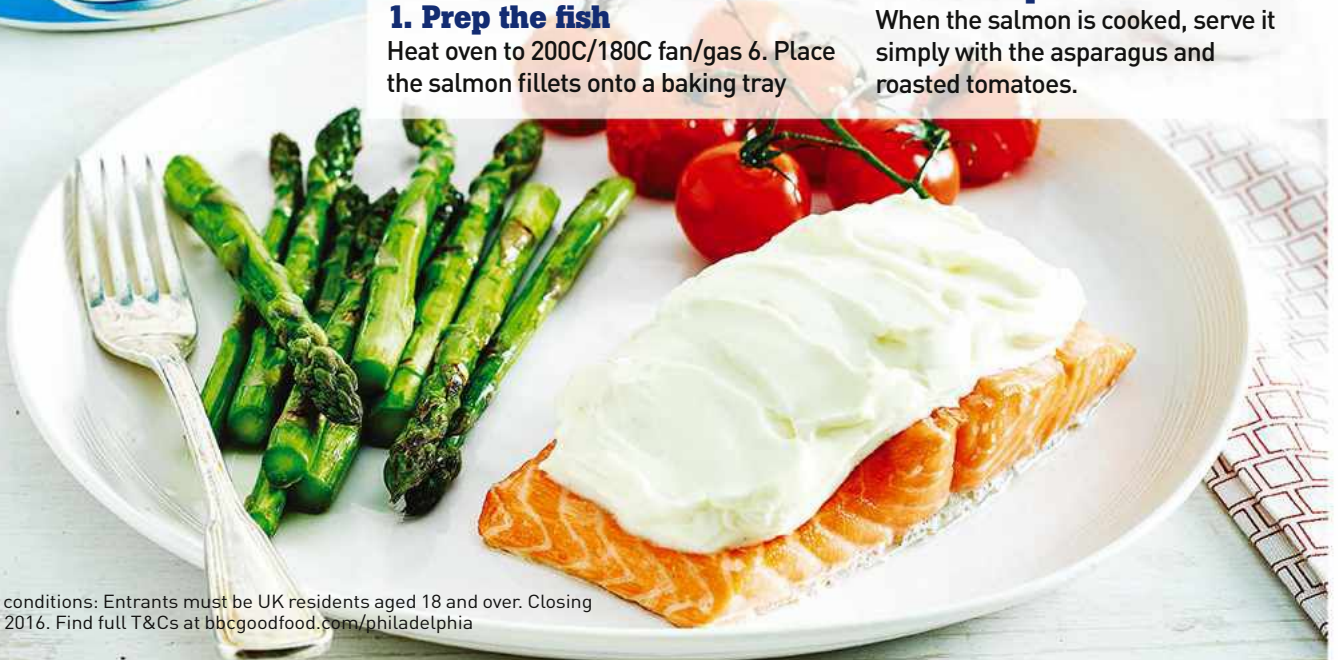 1. Prep the fish
Heat oven to 200C/180C fan/gas 6. Place
the salmon fillets onto a baking tray
When the salmon is cooked, serve it
simply with the asparagus and
roasted tomatoes.
conditions: Entrants must be UK residents aged 18 and over. Closing
2016. Find full T&Cs at bbcgoodfood.com/philadelphia